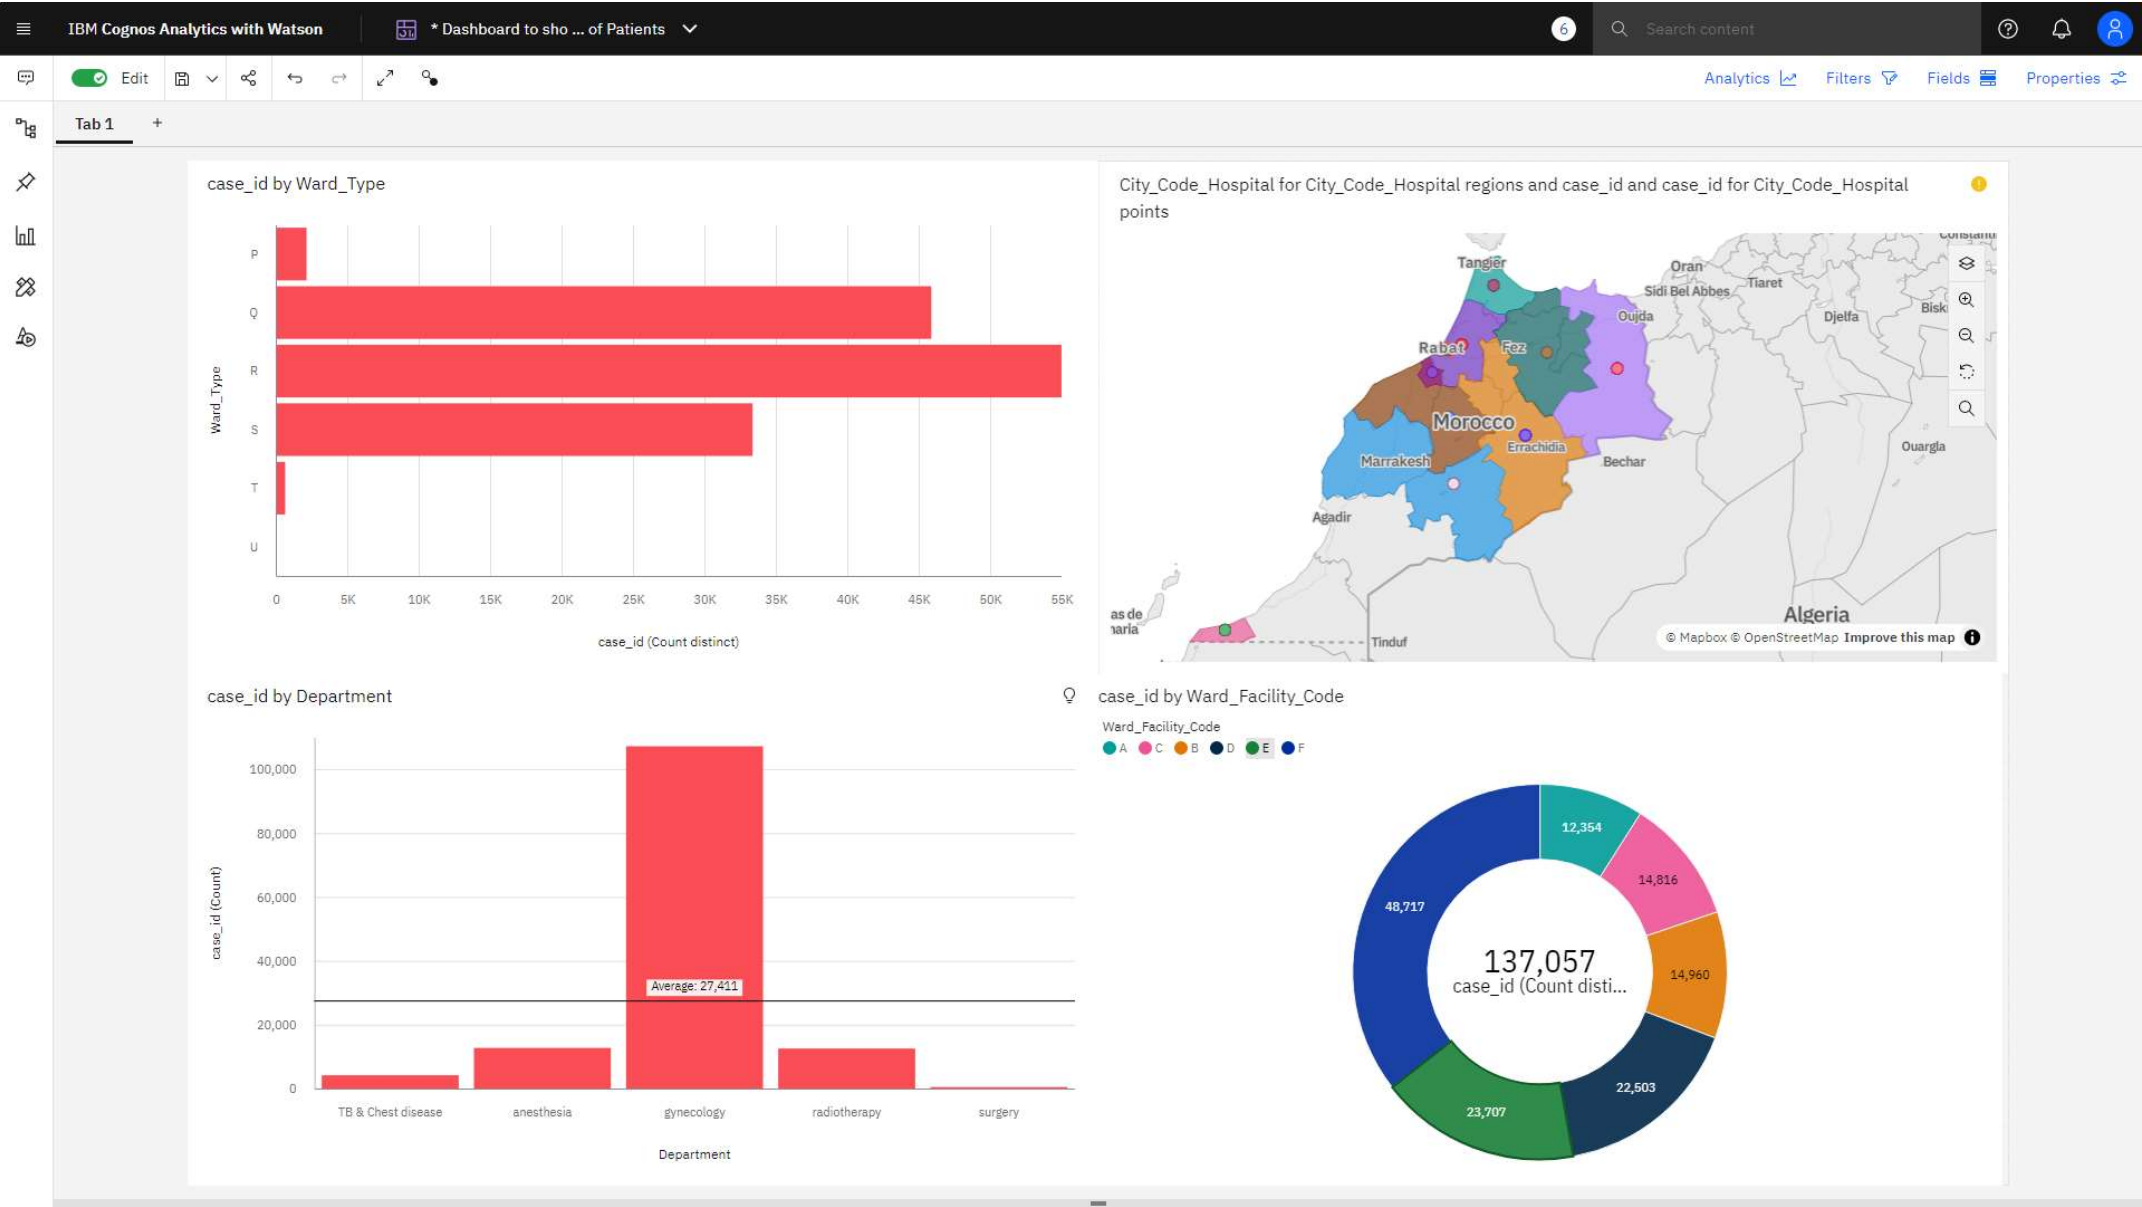 IBM Cognos Analytics with Watson
* Dashboard to sho ... of Patients
6
Search content
Edit
Analytics
Filters
Fields
Properties
Tab 1
+
case_id by Ward_Type
Ward_Type
P
Q
R
S
T
U
0 5K 10K 15K 20K 25K 30K 35K 40K 45K 50K 55K
case_id (Count distinct)
City_Code_Hospital for City_Code_Hospital regions and case_id and case_id for City_Code_Hospital
points
Tangier
Oran
Sidi Bel Abbes
Tiaret
Oujda
Djelfa
Bisk
Rabat
Fez
Morocco
Errachidia
Marrakesh
Bechar
Ouargla
Agadir
as de
naria
Tinduf
Algeria
© Mapbox © OpenStreetMap Improve this map
case_id by Department
case_id (Count)
100,000
80,000
60,000
40,000
20,000
0
Average: 27,411
TB & Chest disease anesthesia gynecology radiotherapy surgery
Department
case_id by Ward_Facility_Code
Ward_Facility_Code
A C B D E F
12,354
14,816
14,960
22,503
23,707
48,717
137,057
case_id (Count disti...